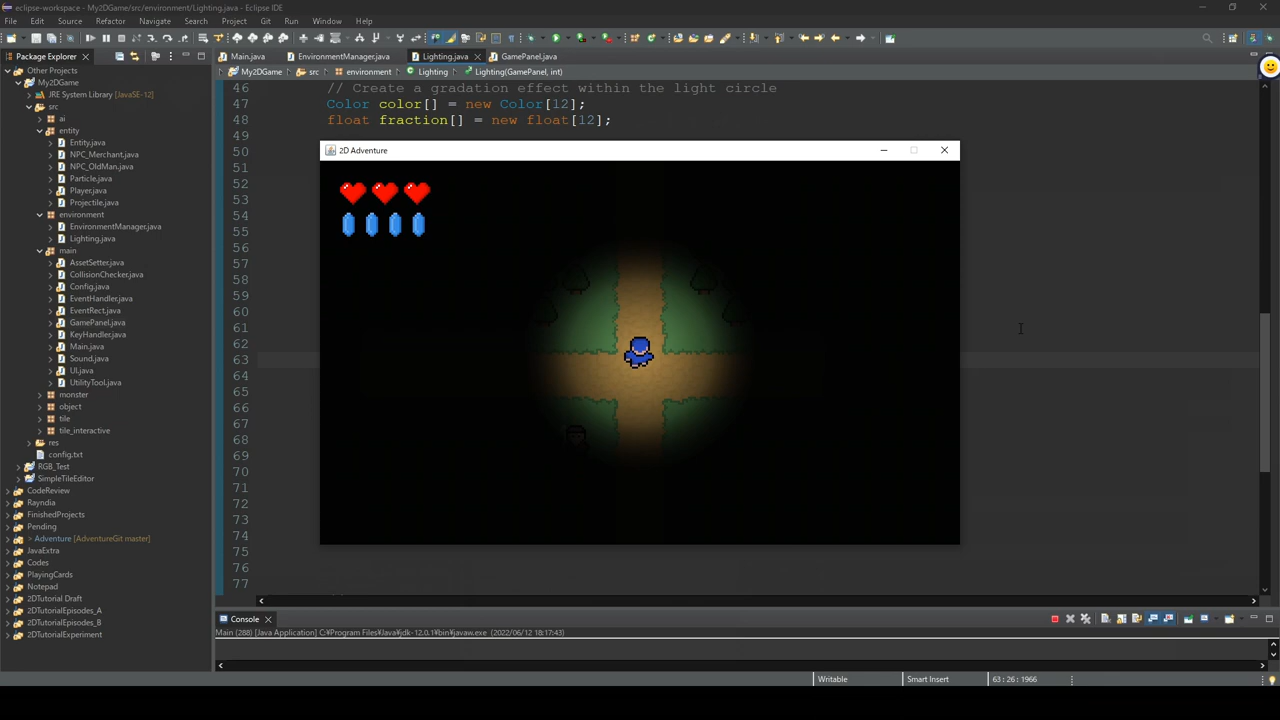 eclipse-workspace - My2DGame/src/environment/Lighting.java - Eclipse IDE
File Edit Source Refactor Navigate Search Project Git Run Window Help
Package Explorer
Main.java EnvironmentManager.java Lighting.java GamePanel.java
My2DGame src environment Lighting Lighting(GamePanel, int)
Other Projects
My2DGame
JRE System Library [JavaSE-12]
src
ai
entity
Entity.java
NPC_Merchant.java
NPC_OldMan.java
Particle.java
Player.java
Projectile.java
environment
EnvironmentManager.java
Lighting.java
main
AssetSetter.java
CollisionChecker.java
Config.java
EventHandler.java
EventRect.java
GamePanel.java
KeyHandler.java
Main.java
Sound.java
UI.java
UtilityTool.java
monster
object
tile
tile_interactive
res
config.txt
RGB_Test
SimpleTileEditor
CodeReview
Rayndia
FinishedProjects
Pending
> Adventure [AdventureGit master]
JavaExtra
Codes
PlayingCards
Notepad
2DTutorial Draft
2DTutorialEpisodes_A
2DTutorialEpisodes_B
2DTutorialExperiment
46 // Create a gradation effect within the light circle
47 Color color[] = new Color[12];
48 float fraction[] = new float[12];
49
50
51
52
53
54
55
56
57
58
59
60
61
62
63
64
65
66
67
68
69
70
71
72
73
74
75
76
77
2D Adventure
Console
Main (288) [Java Application] C:¥Program Files¥Java¥jdk-12.0.1¥bin¥javaw.exe (2022/06/12 18:17:43)
Writable Smart Insert 63 : 26 : 1966